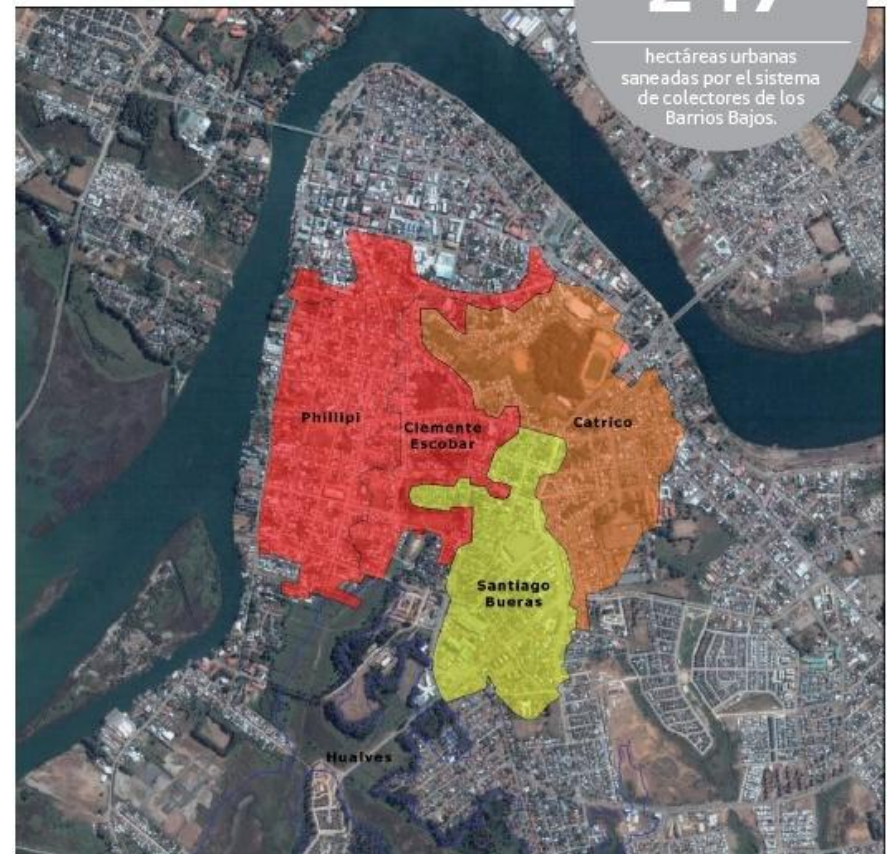 hectáreas urbanas
saneadas por el sistema
de colectores de los
Barrios Bajos.
Phillipi
Clemente
Escobar
Catrico
Santiago
Bueras
Hualves